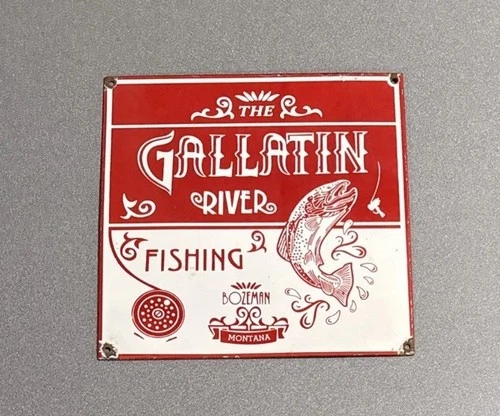 THE
GALLATIN
RIVER
FISHING
BOZEMAN
MONTANA